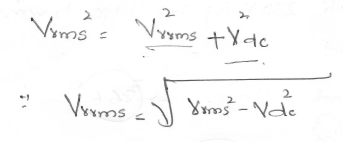 Vrms² = Vrrms² + Vdc²
∴ Vrrms = √ Vrms² - Vdc²